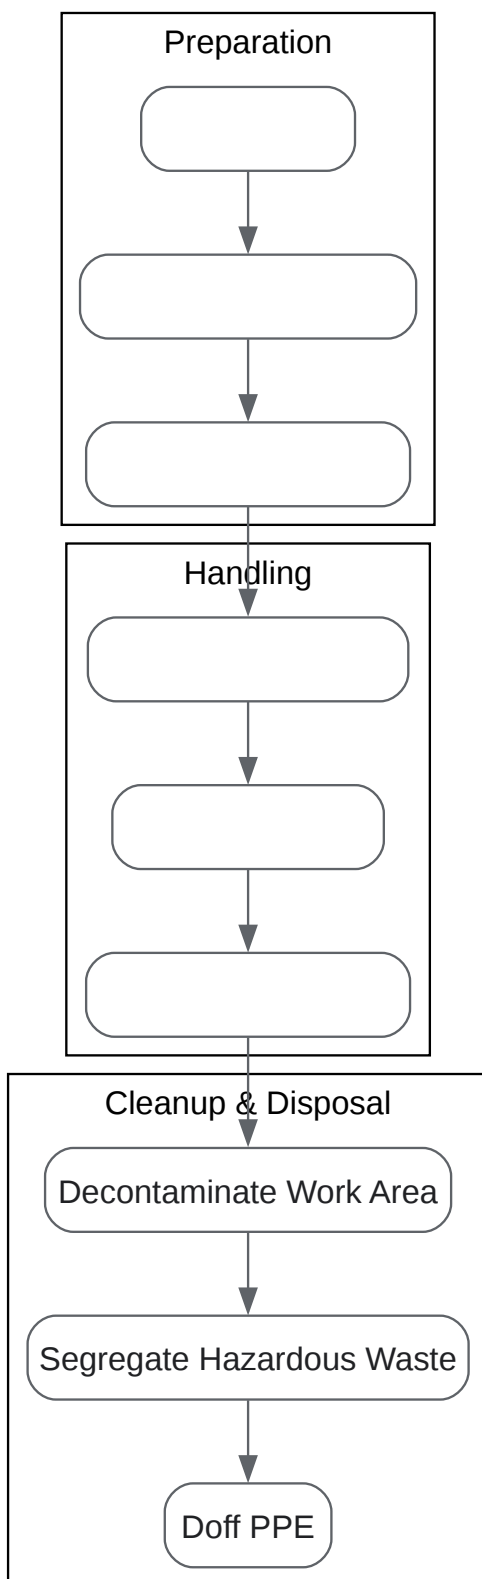 Preparation
Handling
Cleanup & Disposal
Decontaminate Work Area
Segregate Hazardous Waste
Doff PPE